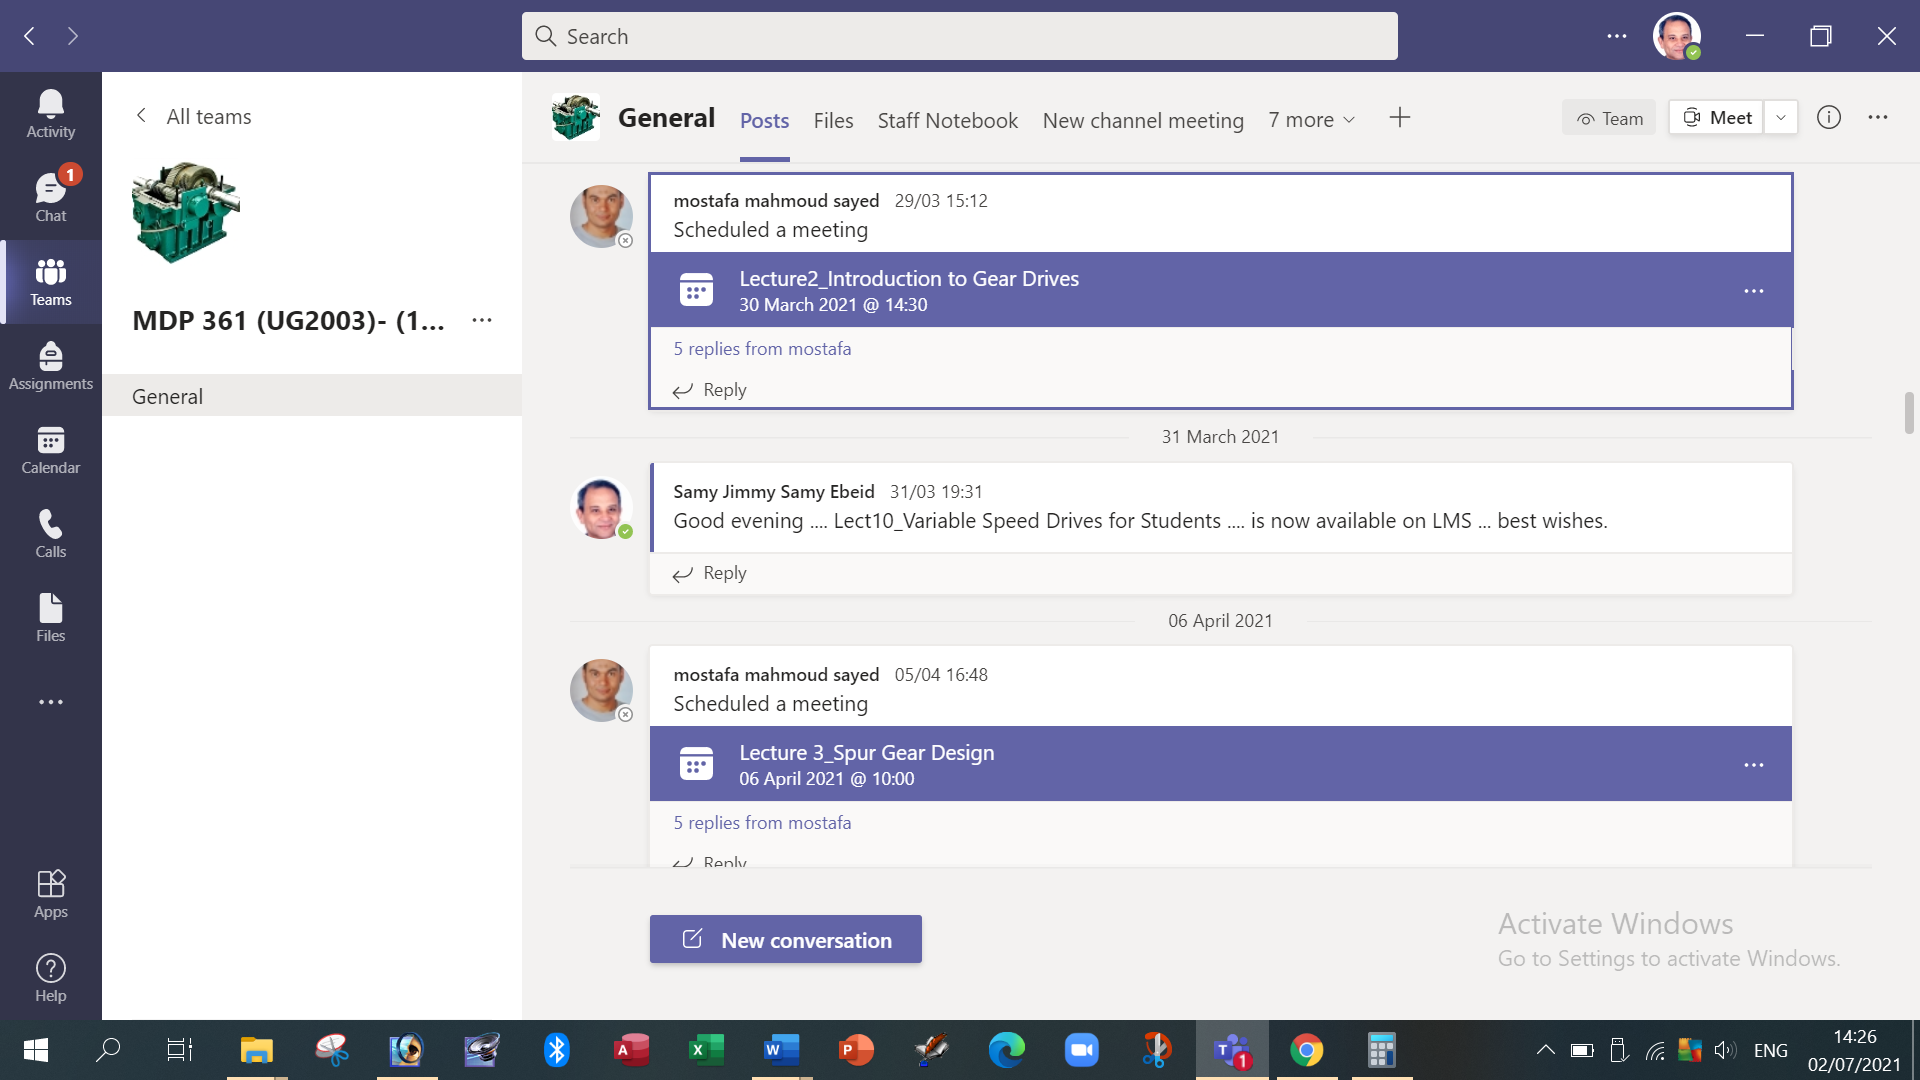 Search
Activity
1
Chat
Teams
Assignments
Calendar
Calls
Files
Apps
Help
All teams
MDP 361 (UG2003)- (1...
General
General
Posts
Files
Staff Notebook
New channel meeting
7 more
Team
Meet
mostafa mahmoud sayed 29/03 15:12
Scheduled a meeting
Lecture2_Introduction to Gear Drives
30 March 2021 @ 14:30
5 replies from mostafa
Reply
31 March 2021
Samy Jimmy Samy Ebeid 31/03 19:31
Good evening .... Lect10_Variable Speed Drives for Students .... is now available on LMS ... best wishes.
Reply
06 April 2021
mostafa mahmoud sayed 05/04 16:48
Scheduled a meeting
Lecture 3_Spur Gear Design
06 April 2021 @ 10:00
5 replies from mostafa
Reply
New conversation
Activate Windows
Go to Settings to activate Windows.
A
X
W
P
T
1
ENG
14:26
02/07/2021